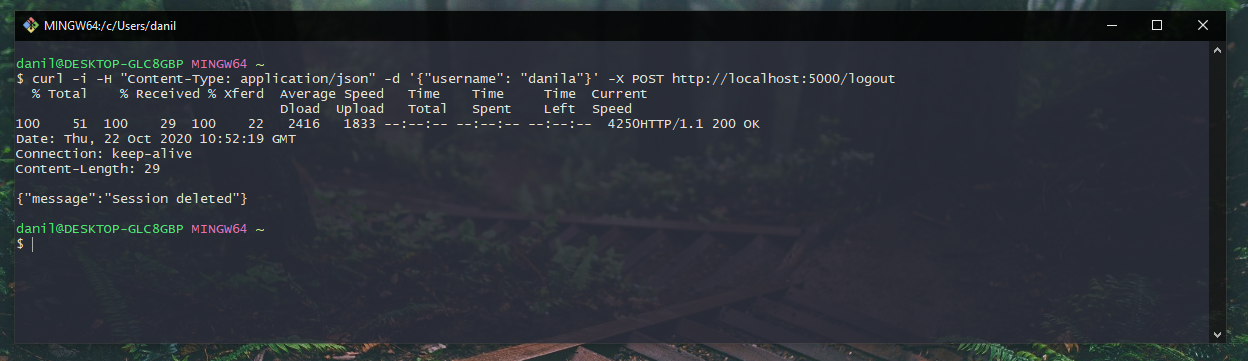 MINGW64:/c/Users/danil
danil@DESKTOP-GLC8GBP MINGW64 ~
$ curl -i -H "Content-Type: application/json" -d '{"username": "danila"}' -X POST http://localhost:5000/logout
  % Total    % Received % Xferd  Average Speed   Time    Time     Time  Current
                                 Dload  Upload   Total   Spent    Left  Speed
100    51  100    29  100    22   2416   1833 --:--:-- --:--:-- --:--:--  4250HTTP/1.1 200 OK
Date: Thu, 22 Oct 2020 10:52:19 GMT
Connection: keep-alive
Content-Length: 29
{"message":"Session deleted"}
danil@DESKTOP-GLC8GBP MINGW64 ~
$